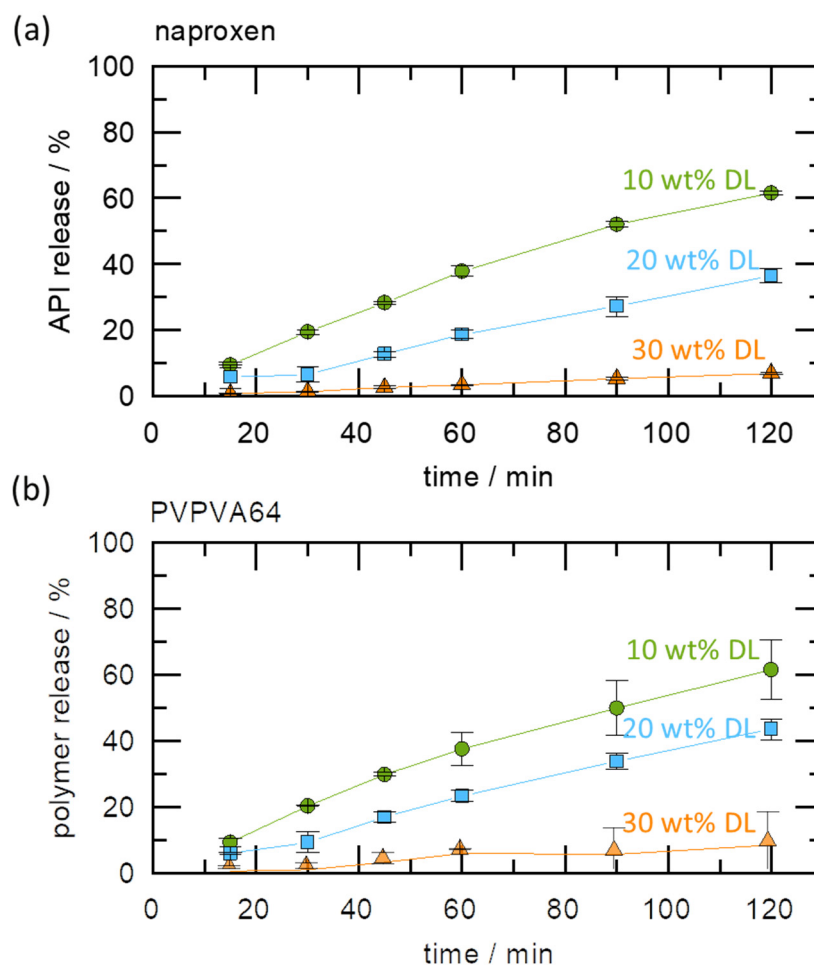 (a)
naproxen
100
80
60
40
20
0
API release / %
10 wt% DL
20 wt% DL
30 wt% DL
0 20 40 60 80 100 120
time / min
(b)
PVPVA64
100
80
60
40
20
0
polymer release / %
10 wt% DL
20 wt% DL
30 wt% DL
0 20 40 60 80 100 120
time / min